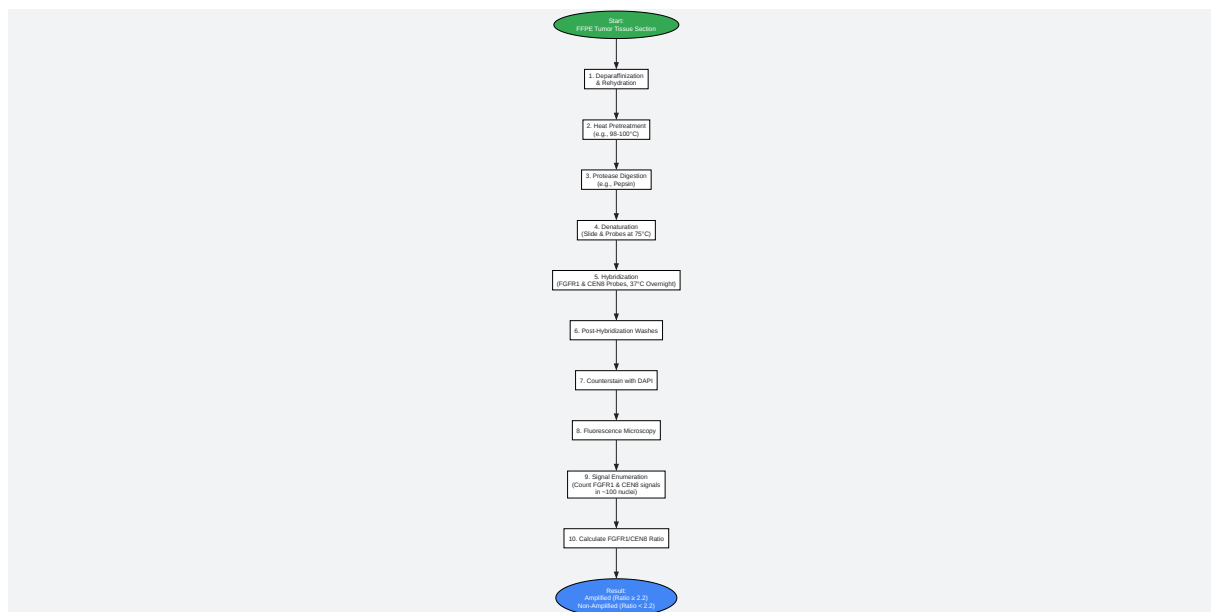 Start:
FFPE Tumor Tissue Section
1. Deparaffinization
& Rehydration
2. Heat Pretreatment
(e.g., 98-100°C)
3. Protease Digestion
(e.g., Pepsin)
4. Denaturation
(Slide & Probes at 75°C)
5. Hybridization
(FGFR1 & CEN8 Probes, 37°C Overnight)
6. Post-Hybridization Washes
7. Counterstain with DAPI
8. Fluorescence Microscopy
9. Signal Enumeration
(Count FGFR1 & CEN8 signals
in ~100 nuclei)
10. Calculate FGFR1/CEN8 Ratio
Result:
Amplified (Ratio ≥ 2.2)
Non-Amplified (Ratio < 2.2)